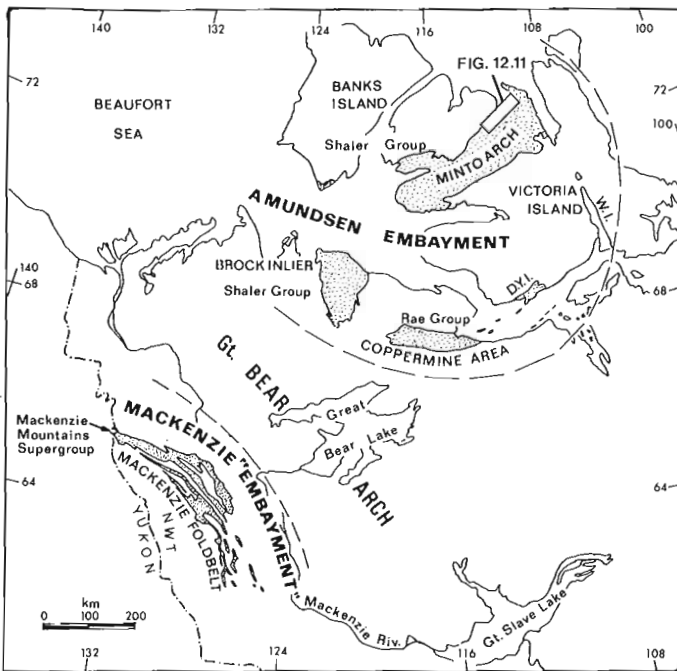 140
132
124
116
108
100
FIG. 12.11
72
72
100
BEAUFORT
SEA
BANKS
ISLAND
Shaler Group
MINTO ARCH
VICTORIA
ISLAND
W.I.
AMUNDSEN EMBAYMENT
BROCK INLIER
Shaler Group
D.Y.I.
140
68
68
Rae Group
COPPERMINE AREA
Gt. BEAR
ARCH
Great
Bear Lake
MACKENZIE "EMBAYMENT"
Mackenzie
Mountains
Supergroup
MACKENZIE FOLDBELT
YUKON
NWT
64
64
km
0 100 200
Mackenzie Riv.
Gt. Slave Lake
132
124
116
108